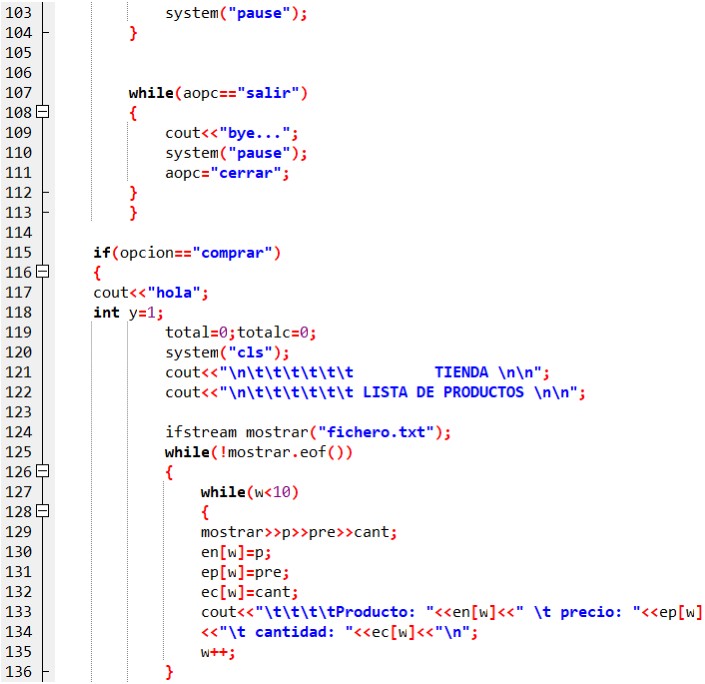 103 system("pause");
104 }
105
106
107 while(aopc=="salir")
108 {
109 cout<<"bye...";
110 system("pause");
111 aopc="cerrar";
112 }
113 }
114
115 if(opcion=="comprar")
116 {
117 cout<<"hola";
118 int y=1;
119 total=0;totalc=0;
120 system("cls");
121 cout<<"\n\t\t\t\t\t\t TIENDA \n\n";
122 cout<<"\n\t\t\t\t\t\t LISTA DE PRODUCTOS \n\n";
123
124 ifstream mostrar("fichero.txt");
125 while(!mostrar.eof())
126 {
127 while(w<10)
128 {
129 mostrar>>p>>pre>>cant;
130 en[w]=p;
131 ep[w]=pre;
132 ec[w]=cant;
133 cout<<"\t\t\t\tProducto: "<<en[w]<<" \t precio: "<<ep[w]
134 <<"\t cantidad: "<<ec[w]<<"\n";
135 w++;
136 }